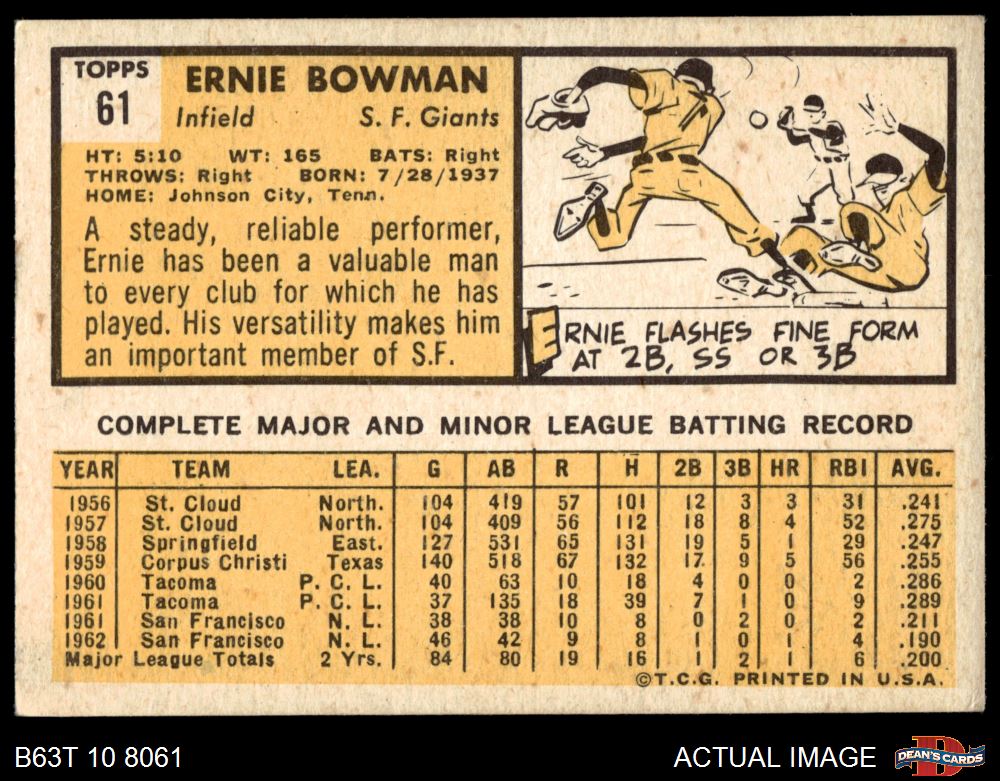 TOPPS
61
ERNIE BOWMAN
Infield S. F. Giants
HT: 5:10 WT: 165 BATS: Right
THROWS: Right BORN: 7/28/1937
HOME: Johnson City, Tenn.
A steady, reliable performer,
Ernie has been a valuable man
to every club for which he has
played. His versatility makes him
an important member of S.F.
ERNIE FLASHES FINE FORM
AT 2B, SS OR 3B
COMPLETE MAJOR AND MINOR LEAGUE BATTING RECORD
YEAR TEAM LEA. G AB R H 2B 3B HR RBI AVG.
1956 St. Cloud North. 104 419 57 101 12 3 3 31 .241
1957 St. Cloud North. 104 409 56 112 18 8 4 52 .275
1958 Springfield East. 127 531 65 131 19 5 1 29 .247
1959 Corpus Christi Texas 140 518 67 132 17 9 5 56 .255
1960 Tacoma P. C. L. 40 63 10 18 4 0 0 2 .286
1961 Tacoma P. C. L. 37 135 18 39 7 1 0 9 .289
1961 San Francisco N. L. 38 38 10 8 0 2 0 2 .211
1962 San Francisco N. L. 46 42 9 8 1 0 1 4 .190
Major League Totals 2 Yrs. 84 80 19 16 1 2 1 6 .200
©T.C.G. PRINTED IN U.S.A.
B63T 10 8061 ACTUAL IMAGE DEAN'S CARDS